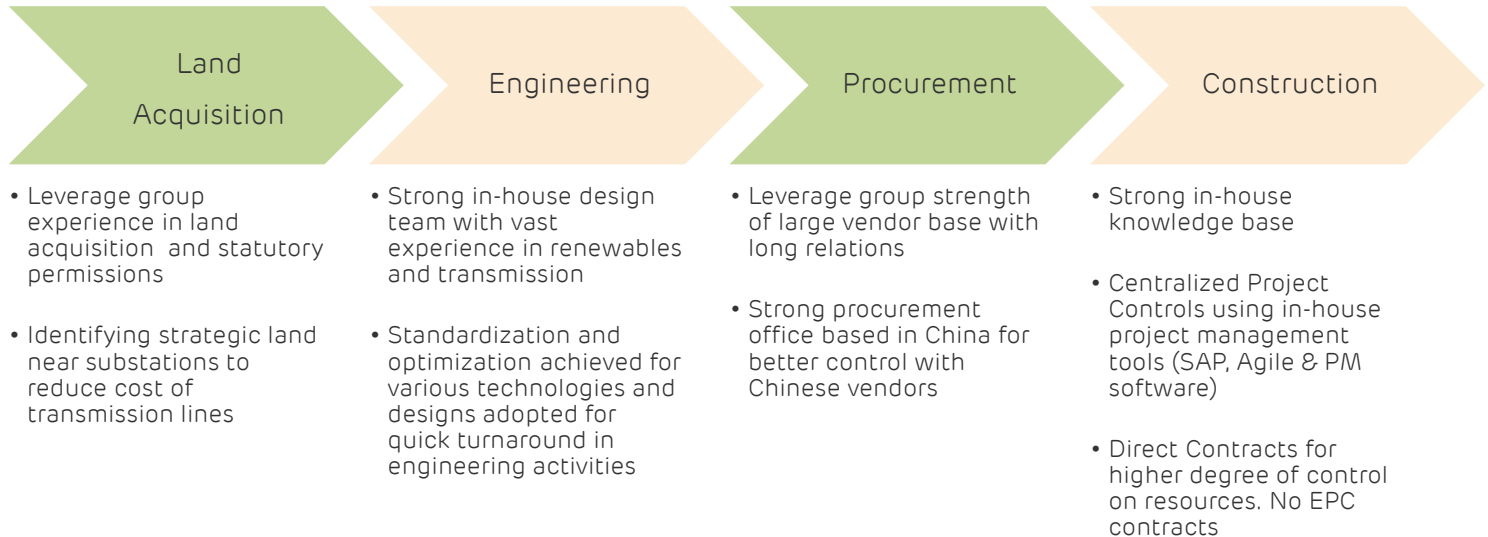 Land
Acquisition
Engineering
Procurement
Construction
• Leverage group
experience in land
acquisition and statutory
permissions
• Identifying strategic land
near substations to
reduce cost of
transmission lines
• Strong in-house design
team with vast
experience in renewables
and transmission
• Standardization and
optimization achieved for
various technologies and
designs adopted for
quick turnaround in
engineering activities
• Leverage group strength
of large vendor base with
long relations
• Strong procurement
office based in China for
better control with
Chinese vendors
• Strong in-house
knowledge base
• Centralized Project
Controls using in-house
project management
tools (SAP, Agile & PM
software)
• Direct Contracts for
higher degree of control
on resources. No EPC
contracts